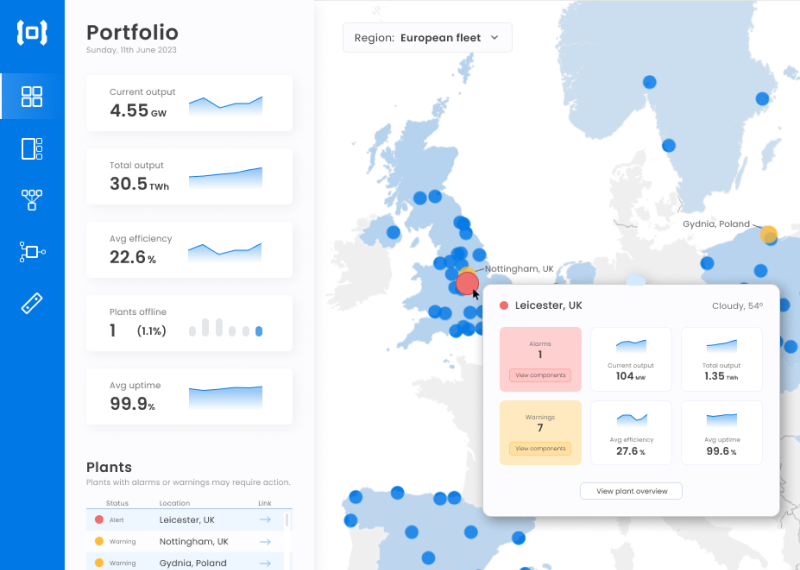 Portfolio
Sunday, 11th June 2023
Current output
4.55 GW
Total output
30.5 TWh
Avg efficiency
22.6 %
Plants offline
1 (1.1%)
Avg uptime
99.9 %
Plants
Plants with alarms or warnings may require action.
Status Location Link
Alert Leicester, UK
Warning Nottingham, UK
Warning Gydnia, Poland
Region: European fleet
Gydnia, Poland
Nottingham, UK
Leicester, UK Cloudy, 54°
Alarms
1
View components
Current output
104 MW
Total output
1.35 TWh
Warnings
7
View components
Avg efficiency
27.6 %
Avg uptime
99.6 %
View plant overview